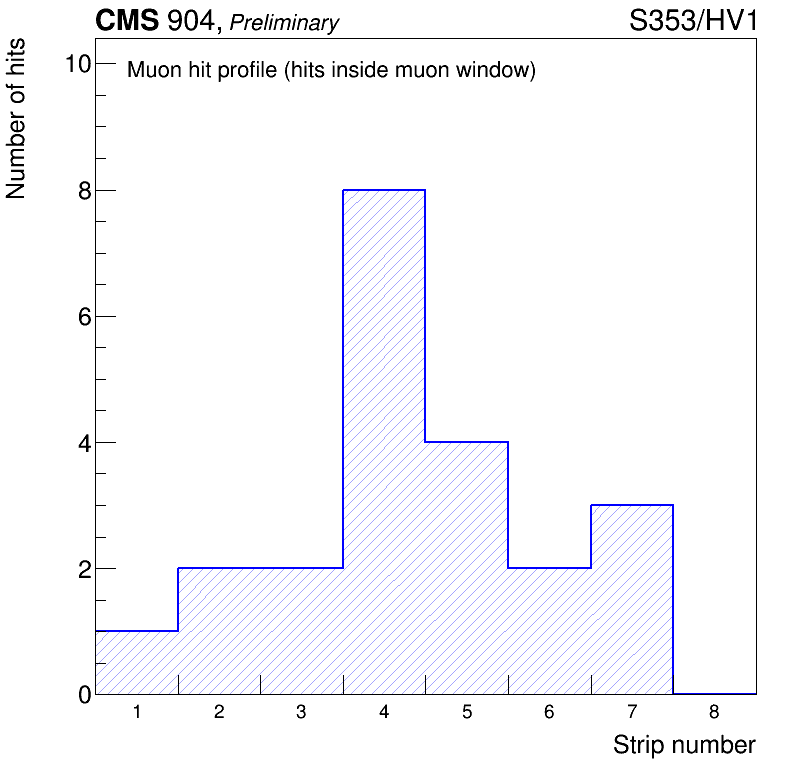 CMS 904, Preliminary
S353/HV1
Number of hits
Muon hit profile (hits inside muon window)
10
8
6
4
2
0
1 2 3 4 5 6 7 8
Strip number